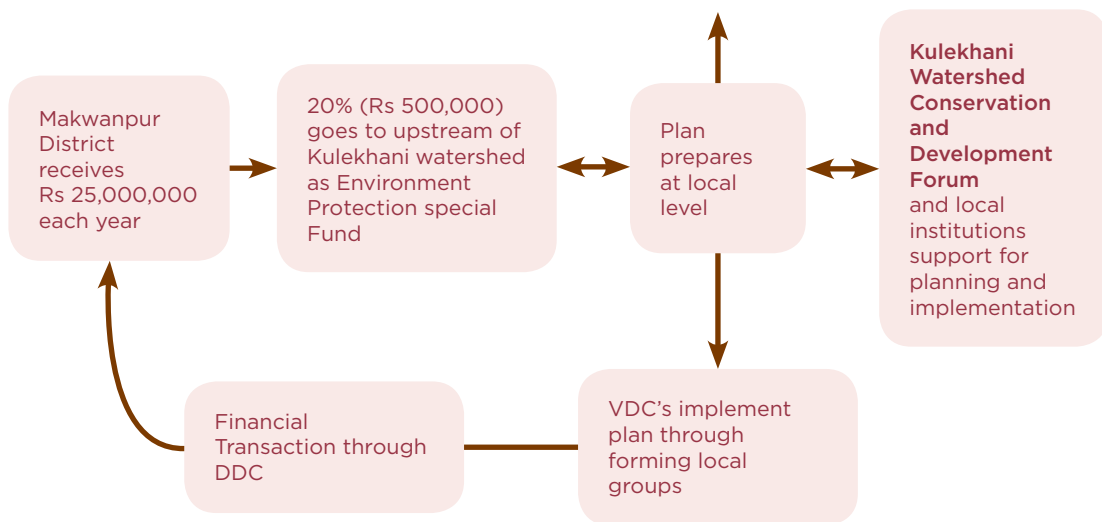 Makwanpur
District
receives
Rs 25,000,000
each year
20% (Rs 500,000)
goes to upstream of
Kulekhani watershed
as Environment
Protection special
Fund
Plan
prepares
at local
level
Kulekhani
Watershed
Conservation
and
Development
Forum
and local
institutions
support for
planning and
implementation
Financial
Transaction through
DDC
VDC's implement
plan through
forming local
groups